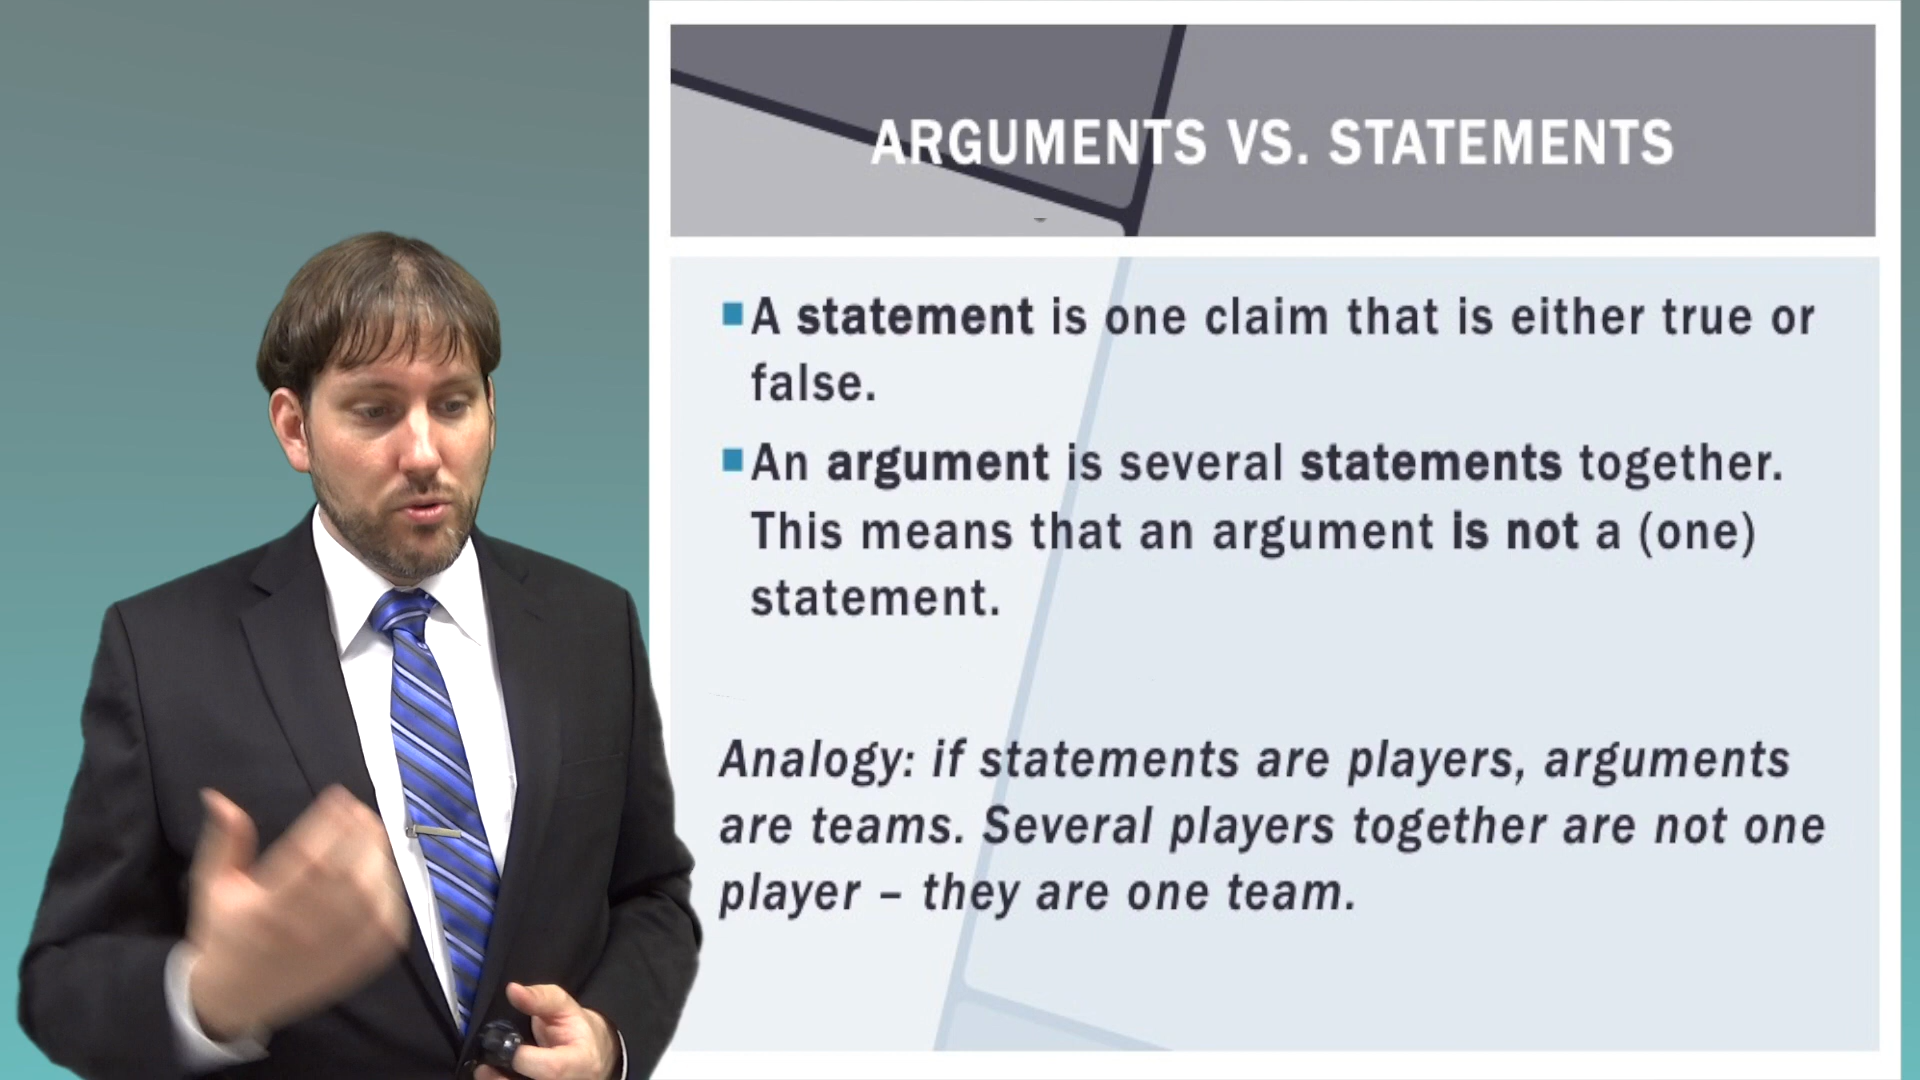 ARGUMENTS VS. STATEMENTS
A statement is one claim that is either true or
false.
An argument is several statements together.
This means that an argument is not a (one)
statement.
Analogy: if statements are players, arguments
are teams. Several players together are not one
player – they are one team.